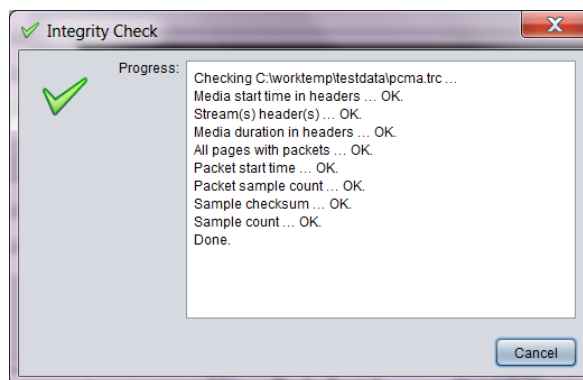 Integrity Check
Progress:
Checking C:\worktemp\testdata\pcma.trc ...
Media start time in headers ... OK.
Stream(s) header(s) ... OK.
Media duration in headers ... OK.
All pages with packets ... OK.
Packet start time ... OK.
Packet sample count ... OK.
Sample checksum ... OK.
Sample count ... OK.
Done.
Cancel